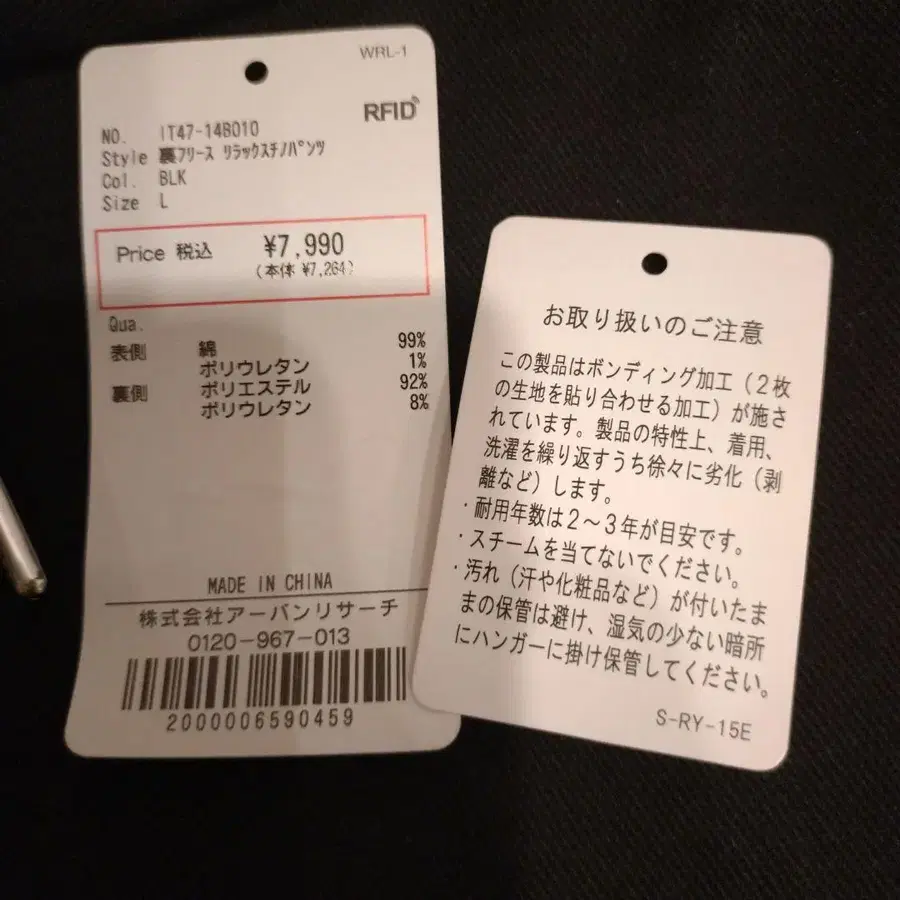 WRL-1
RFID
NO. IT47-14B010
Style 裏フリース リラックスチノパンツ
Col. BLK
Size L
Price 税込 ¥7,990
(本体 ¥7,264)
Qua.
表側 綿 99%
ポリウレタン 1%
裏側 ポリエステル 92%
ポリウレタン 8%
MADE IN CHINA
株式会社アーバンリサーチ
0120-967-013
2000006590459
お取り扱いのご注意
この製品はボンディング加工(2枚
の生地を貼り合わせる加工)が施さ
れています。製品の特性上、着用、
洗濯を繰り返すうち徐々に劣化(剥
離など)します。
・耐用年数は2～3年が目安です。
・スチームを当てないでください。
・汚れ(汗や化粧品など)が付いたま
まの保管は避け、湿気の少ない暗所
にハンガーに掛け保管してください。
S-RY-15E